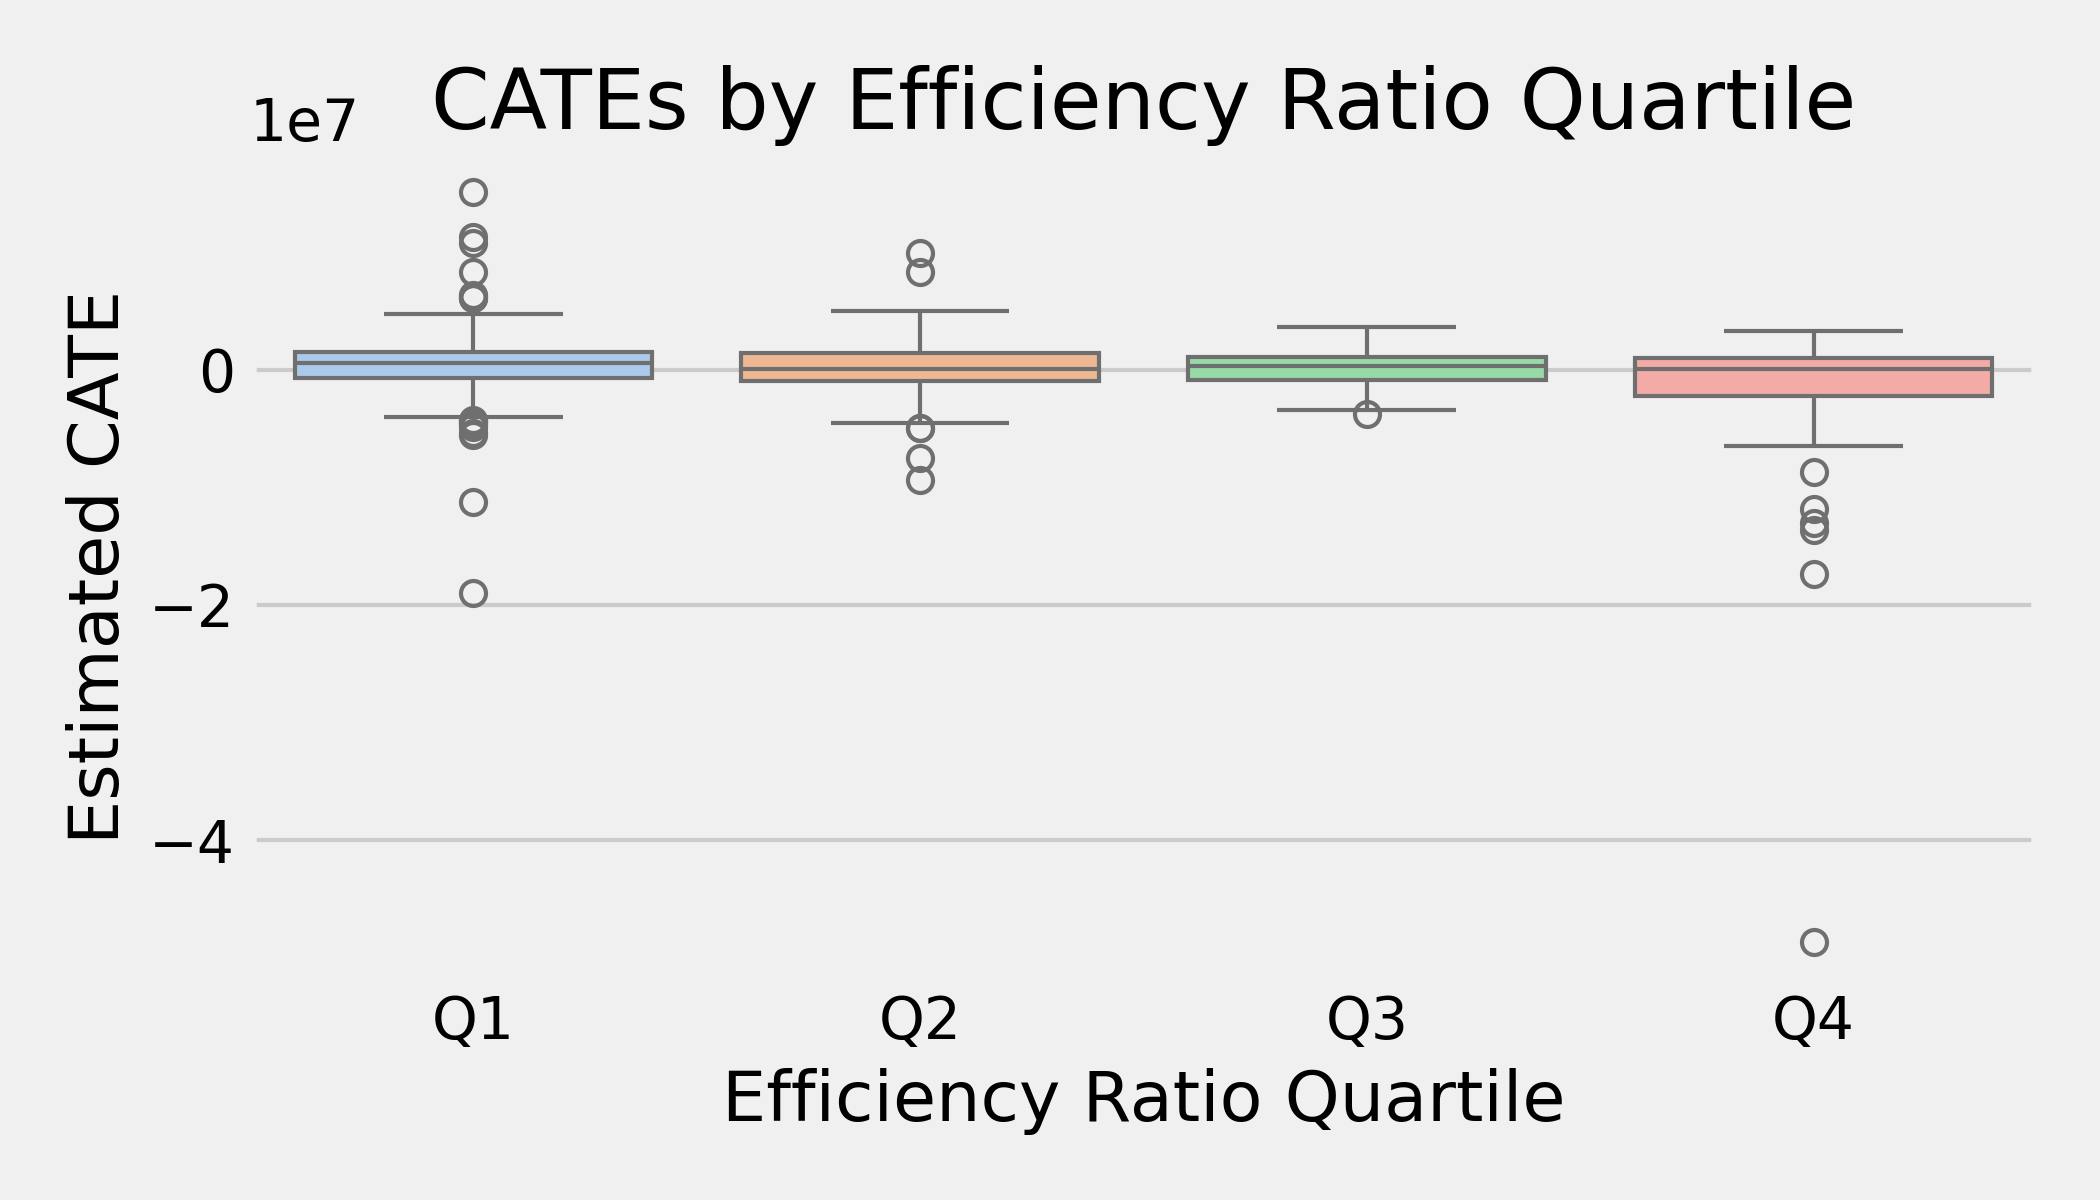 CATEs by Efficiency Ratio Quartile
1e7
0
−2
−4
Estimated CATE
Q1
Q2
Q3
Q4
Efficiency Ratio Quartile